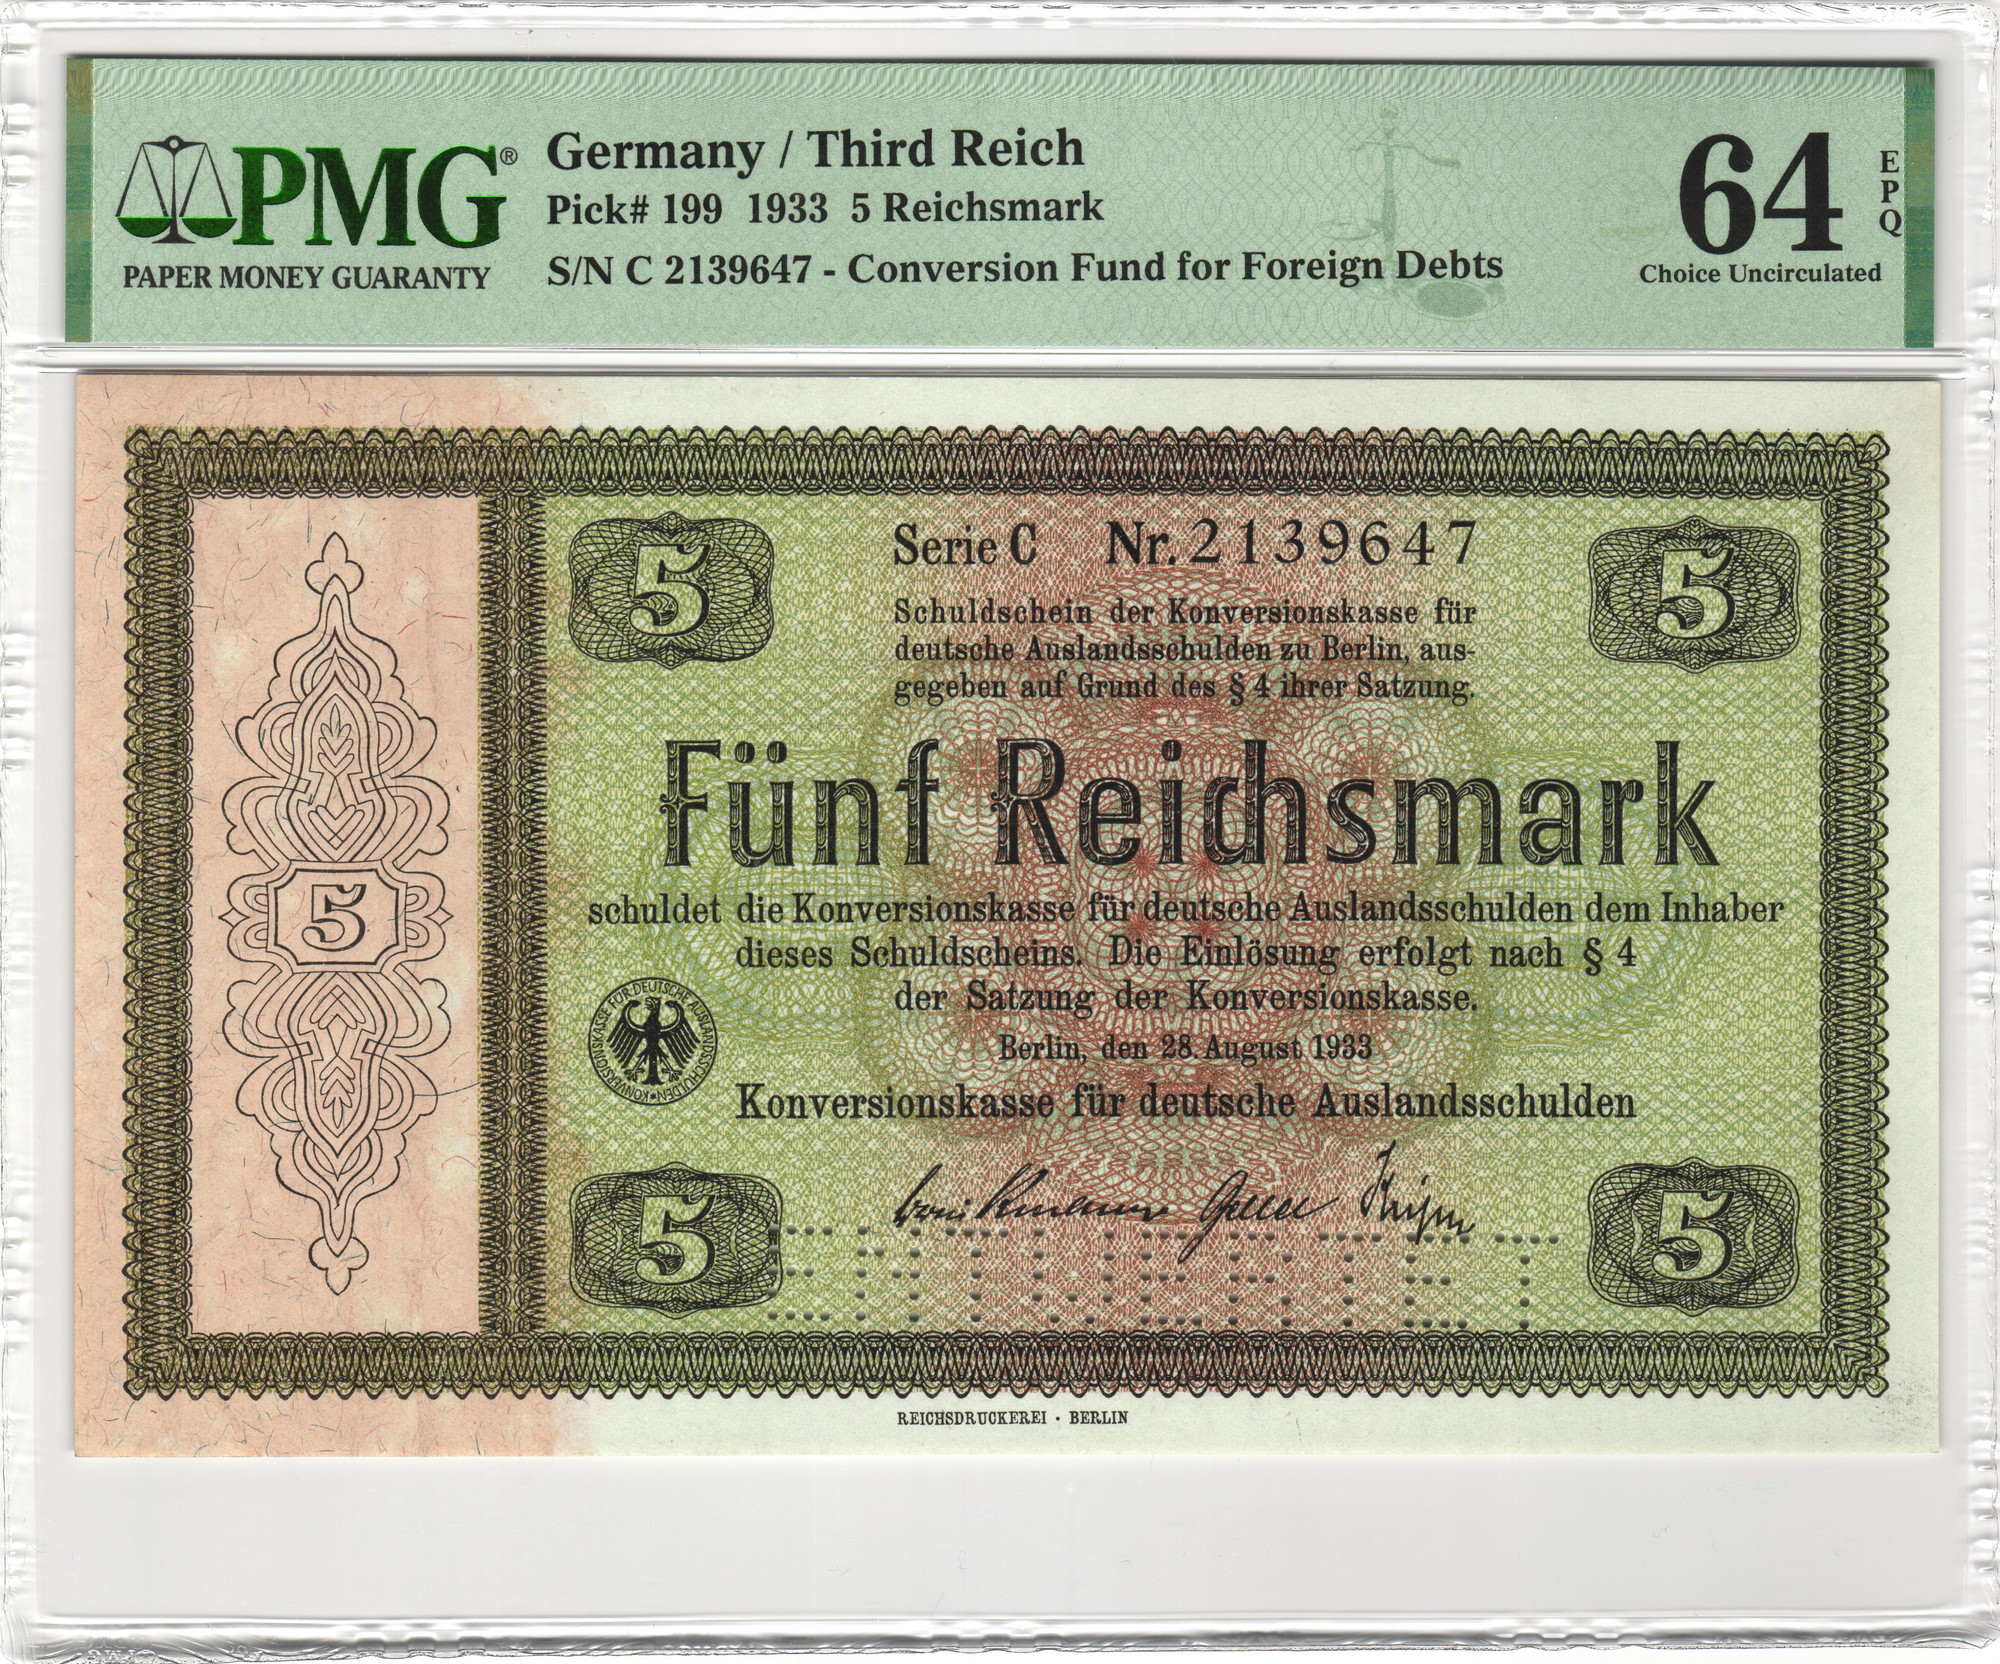 PMG®
PAPER MONEY GUARANTY
Germany / Third Reich
Pick# 199 1933 5 Reichsmark
S/N C 2139647 - Conversion Fund for Foreign Debts
64
EPQ
Choice Uncirculated
5
5
Serie C Nr. 2139647
Schuldschein der Konversionskasse für
deutsche Auslandsschulden zu Berlin, aus-
gegeben auf Grund des § 4 ihrer Satzung.
Fünf Reichsmark
5
schuldet die Konversionskasse für deutsche Auslandsschulden dem Inhaber
dieses Schuldscheins. Die Einlösung erfolgt nach § 4
der Satzung der Konversionskasse.
KONVERSIONSKASSE FÜR DEUTSCHE AUSLANDSSCHULDEN
Berlin, den 28. August 1933
Konversionskasse für deutsche Auslandsschulden
5
5
REICHSDRUCKEREI · BERLIN